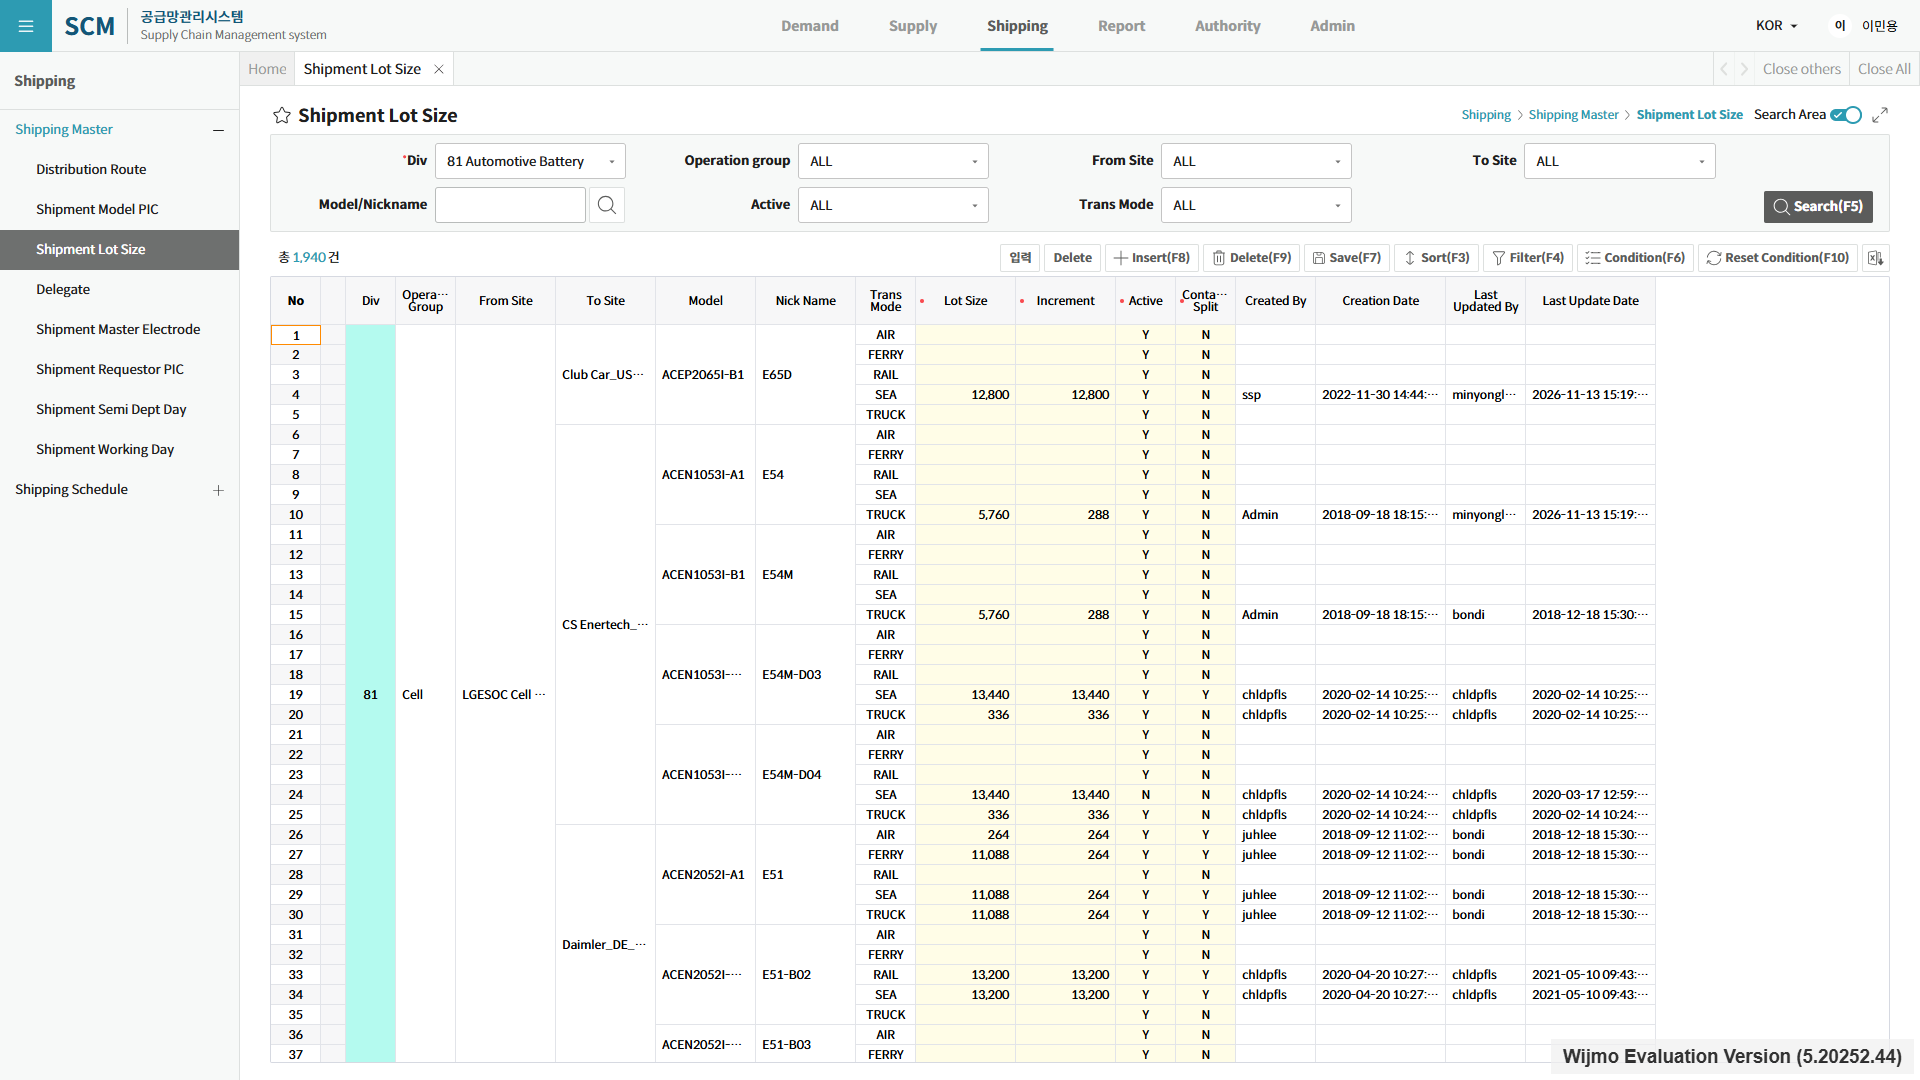 SCM 공급망관리시스템 Supply Chain Management system
Demand Supply Shipping Report Authority Admin
KOR 이 이민용
Shipping
Home Shipment Lot Size Close others Close All
Shipping Master
Distribution Route
Shipment Model PIC
Shipment Lot Size
Delegate
Shipment Master Electrode
Shipment Requestor PIC
Shipment Semi Dept Day
Shipment Working Day
Shipping Schedule
Shipment Lot Size
Shipping > Shipping Master > Shipment Lot Size Search Area
*Div 81 Automotive Battery Operation group ALL From Site ALL To Site ALL
Model/Nickname Active ALL Trans Mode ALL Search(F5)
총 1,940 건
입력 Delete Insert(F8) Delete(F9) Save(F7) Sort(F3) Filter(F4) Condition(F6) Reset Condition(F10)
No Div Opera··· Group From Site To Site Model Nick Name Trans Mode Lot Size Increment Active Conta··· Split Created By Creation Date Last Updated By Last Update Date
1 AIR Y N
2 FERRY Y N
3 Club Car_US··· ACEP2065I-B1 E65D RAIL Y N
4 SEA 12,800 12,800 Y N ssp 2022-11-30 14:44:··· minyongl··· 2026-11-13 15:19:···
5 TRUCK Y N
6 AIR Y N
7 FERRY Y N
8 ACEN1053I-A1 E54 RAIL Y N
9 SEA Y N
10 TRUCK 5,760 288 Y N Admin 2018-09-18 18:15:··· minyongl··· 2026-11-13 15:19:···
11 AIR Y N
12 FERRY Y N
13 ACEN1053I-B1 E54M RAIL Y N
14 SEA Y N
15 TRUCK 5,760 288 Y N Admin 2018-09-18 18:15:··· bondi 2018-12-18 15:30:···
CS Enertech_···
16 AIR Y N
17 FERRY Y N
18 ACEN1053I-··· E54M-D03 RAIL Y N
19 81 Cell LGESOC Cell ··· SEA 13,440 13,440 Y Y chldpfls 2020-02-14 10:25:··· chldpfls 2020-02-14 10:25:···
20 TRUCK 336 336 Y N chldpfls 2020-02-14 10:25:··· chldpfls 2020-02-14 10:25:···
21 AIR Y N
22 FERRY Y N
23 ACEN1053I-··· E54M-D04 RAIL Y N
24 SEA 13,440 13,440 N N chldpfls 2020-02-14 10:24:··· chldpfls 2020-03-17 12:59:···
25 TRUCK 336 336 Y N chldpfls 2020-02-14 10:24:··· chldpfls 2020-02-14 10:24:···
26 AIR 264 264 Y Y juhlee 2018-09-12 11:02:··· bondi 2018-12-18 15:30:···
27 FERRY 11,088 264 Y Y juhlee 2018-09-12 11:02:··· bondi 2018-12-18 15:30:···
28 ACEN2052I-A1 E51 RAIL Y N
29 SEA 11,088 264 Y Y juhlee 2018-09-12 11:02:··· bondi 2018-12-18 15:30:···
30 TRUCK 11,088 264 Y Y juhlee 2018-09-12 11:02:··· bondi 2018-12-18 15:30:···
31 AIR Y N
Daimler_DE_···
32 FERRY Y N
33 ACEN2052I-··· E51-B02 RAIL 13,200 13,200 Y Y chldpfls 2020-04-20 10:27:··· chldpfls 2021-05-10 09:43:···
34 SEA 13,200 13,200 Y Y chldpfls 2020-04-20 10:27:··· chldpfls 2021-05-10 09:43:···
35 TRUCK Y N
36 AIR Y N
ACEN2052I-··· E51-B03
37 FERRY Y N
Wijmo Evaluation Version (5.20252.44)